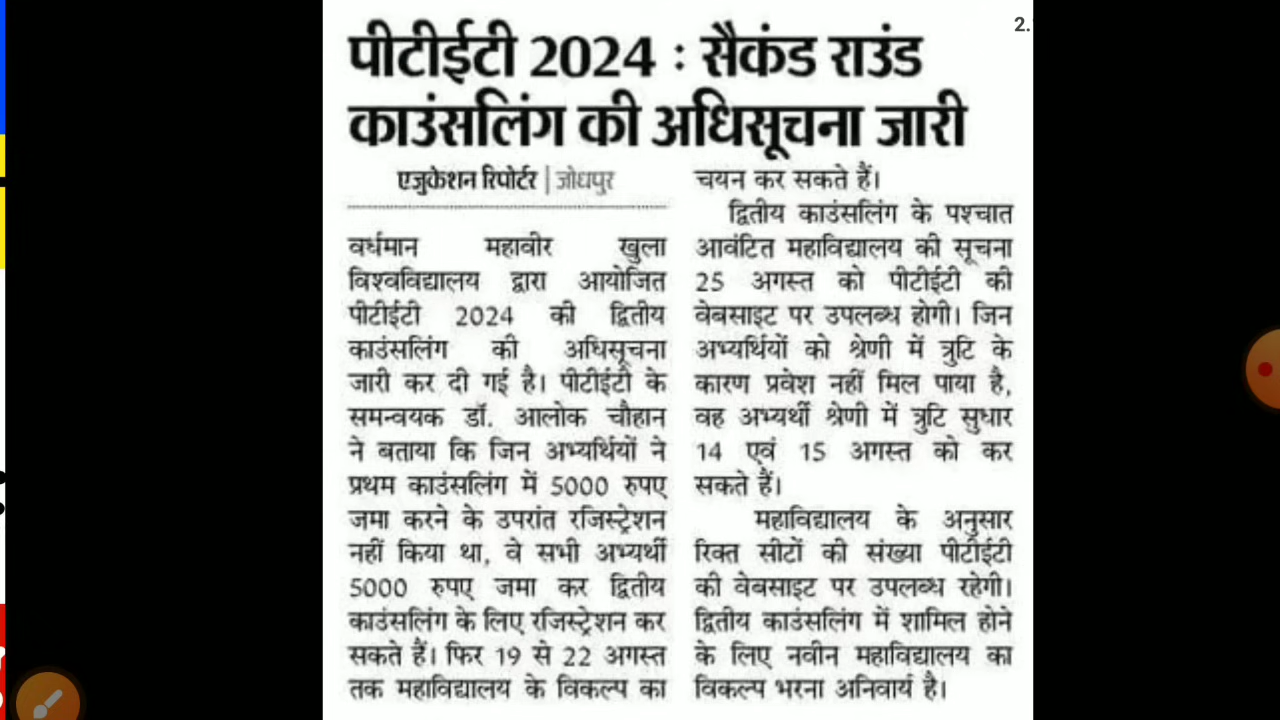 2.
पीटीईटी 2024 : सैकंड राउंड
काउंसलिंग की अधिसूचना जारी
एजुकेशन रिपोर्टर | जोधपुर
वर्धमान महावीर खुला
विश्वविद्यालय द्वारा आयोजित
पीटीईटी 2024 की द्वितीय
काउंसलिंग की अधिसूचना
जारी कर दी गई है। पीटीईटी के
समन्वयक डॉ. आलोक चौहान
ने बताया कि जिन अभ्यर्थियों ने
प्रथम काउंसलिंग में 5000 रुपए
जमा करने के उपरांत रजिस्ट्रेशन
नहीं किया था, वे सभी अभ्यर्थी
5000 रुपए जमा कर द्वितीय
काउंसलिंग के लिए रजिस्ट्रेशन कर
सकते हैं। फिर 19 से 22 अगस्त
तक महाविद्यालय के विकल्प का
चयन कर सकते हैं।
द्वितीय काउंसलिंग के पश्चात
आवंटित महाविद्यालय की सूचना
25 अगस्त को पीटीईटी की
वेबसाइट पर उपलब्ध होगी। जिन
अभ्यर्थियों को श्रेणी में त्रुटि के
कारण प्रवेश नहीं मिल पाया है,
वह अभ्यर्थी श्रेणी में त्रुटि सुधार
14 एवं 15 अगस्त को कर
सकते हैं।
महाविद्यालय के अनुसार
रिक्त सीटों की संख्या पीटीईटी
की वेबसाइट पर उपलब्ध रहेगी।
द्वितीय काउंसलिंग में शामिल होने
के लिए नवीन महाविद्यालय का
विकल्प भरना अनिवार्य है।